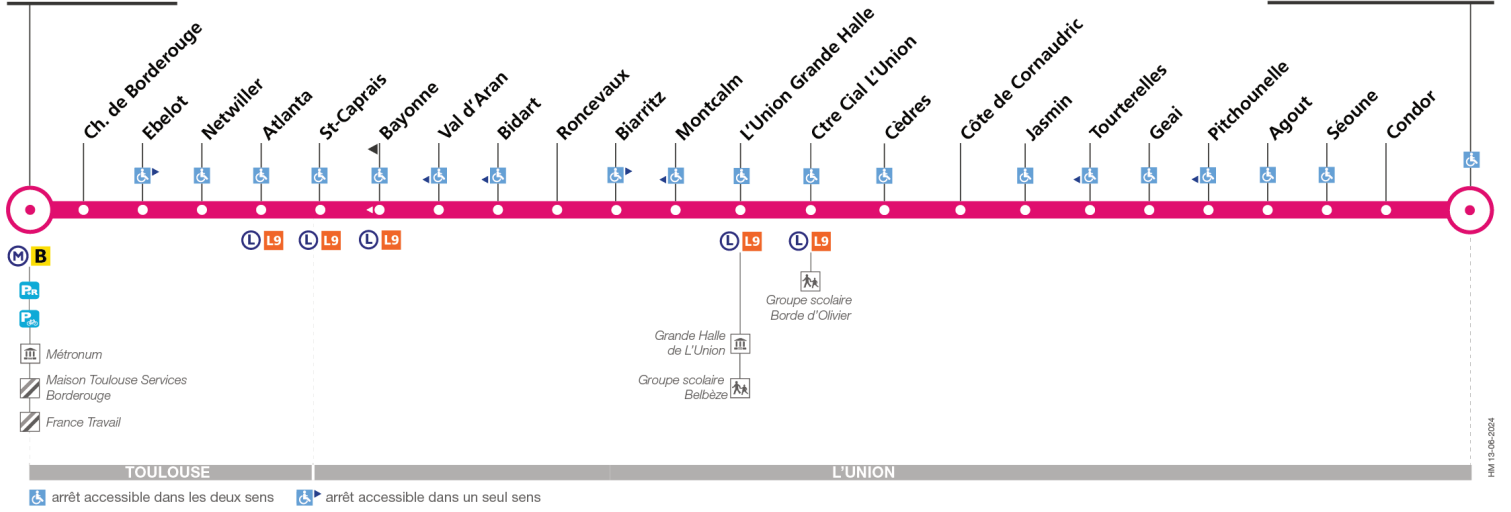 Ch. de Borderouge
Ebelot
Netwiller
Atlanta
St-Caprais
Bayonne
Val d'Aran
Bidart
Roncevaux
Biarritz
Montcalm
L'Union Grande Halle
Ctre Cial L'Union
Cèdres
Côte de Cornaudric
Jasmin
Tourterelles
Geai
Pitchounelle
Agout
Séoune
Condor
M B
L L9
L L9
L L9
L L9
L L9
P+R
P
Métronum
Maison Toulouse Services
Borderouge
France Travail
Grande Halle
de L'Union
Groupe scolaire
Belbèze
Groupe scolaire
Borde d'Olivier
TOULOUSE
L'UNION
arrêt accessible dans les deux sens
arrêt accessible dans un seul sens
HM 13-06-2024